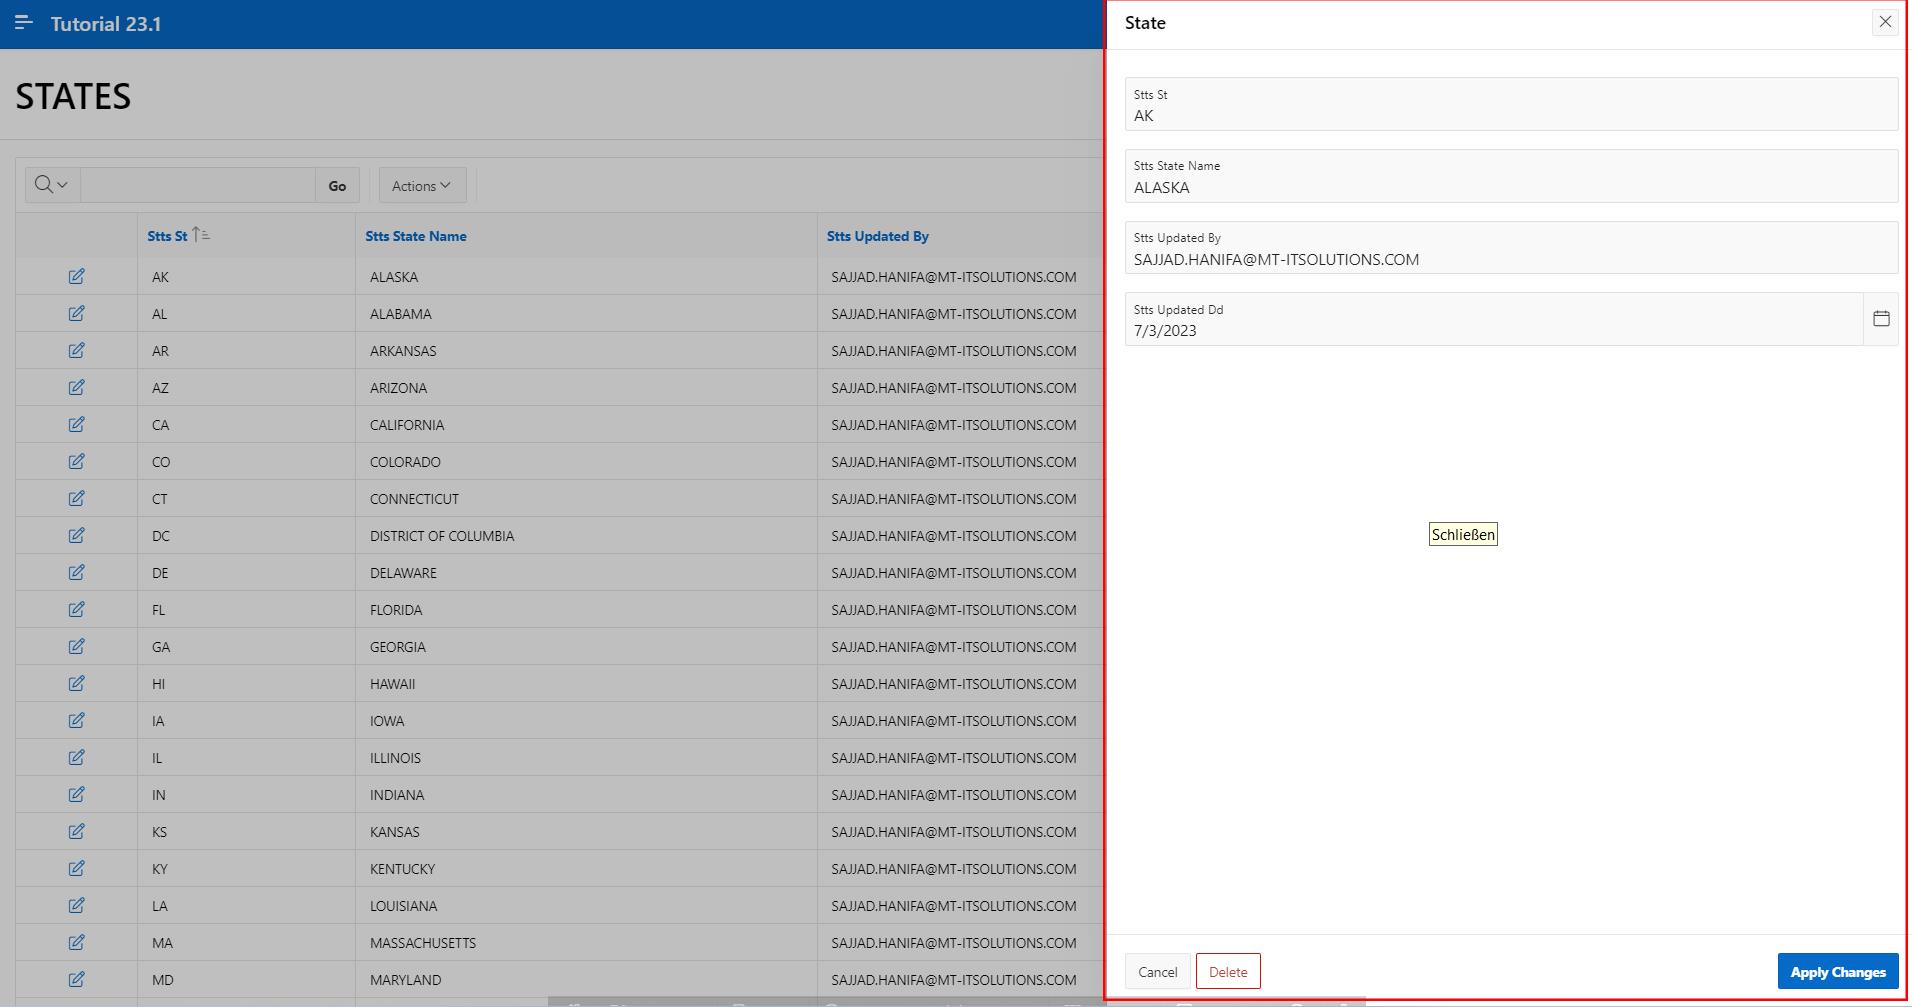 Tutorial 23.1
STATES
Go Actions
Stts St Stts State Name Stts Updated By
AK ALASKA SAJJAD.HANIFA@MT-ITSOLUTIONS.COM
AL ALABAMA SAJJAD.HANIFA@MT-ITSOLUTIONS.COM
AR ARKANSAS SAJJAD.HANIFA@MT-ITSOLUTIONS.COM
AZ ARIZONA SAJJAD.HANIFA@MT-ITSOLUTIONS.COM
CA CALIFORNIA SAJJAD.HANIFA@MT-ITSOLUTIONS.COM
CO COLORADO SAJJAD.HANIFA@MT-ITSOLUTIONS.COM
CT CONNECTICUT SAJJAD.HANIFA@MT-ITSOLUTIONS.COM
DC DISTRICT OF COLUMBIA SAJJAD.HANIFA@MT-ITSOLUTIONS.COM
DE DELAWARE SAJJAD.HANIFA@MT-ITSOLUTIONS.COM
FL FLORIDA SAJJAD.HANIFA@MT-ITSOLUTIONS.COM
GA GEORGIA SAJJAD.HANIFA@MT-ITSOLUTIONS.COM
HI HAWAII SAJJAD.HANIFA@MT-ITSOLUTIONS.COM
IA IOWA SAJJAD.HANIFA@MT-ITSOLUTIONS.COM
IL ILLINOIS SAJJAD.HANIFA@MT-ITSOLUTIONS.COM
IN INDIANA SAJJAD.HANIFA@MT-ITSOLUTIONS.COM
KS KANSAS SAJJAD.HANIFA@MT-ITSOLUTIONS.COM
KY KENTUCKY SAJJAD.HANIFA@MT-ITSOLUTIONS.COM
LA LOUISIANA SAJJAD.HANIFA@MT-ITSOLUTIONS.COM
MA MASSACHUSETTS SAJJAD.HANIFA@MT-ITSOLUTIONS.COM
MD MARYLAND SAJJAD.HANIFA@MT-ITSOLUTIONS.COM
State
Stts St
AK
Stts State Name
ALASKA
Stts Updated By
SAJJAD.HANIFA@MT-ITSOLUTIONS.COM
Stts Updated Dd
7/3/2023
Schließen
Cancel Delete Apply Changes